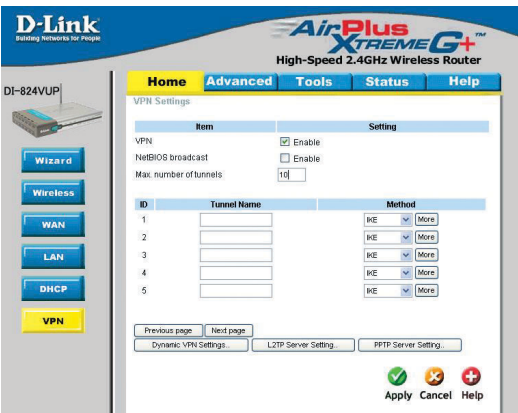 D-Link
Building Networks for People
AirPlus
XTREME G+™
High-Speed 2.4GHz Wireless Router
DI-824VUP
Home Advanced Tools Status Help
VPN Settings
Item Setting
VPN Enable
NetBIOS broadcast Enable
Max. number of tunnels 10
ID Tunnel Name Method
1 IKE More
2 IKE More
3 IKE More
4 IKE More
5 IKE More
Previous page Next page
Dynamic VPN Settings.. L2TP Server Setting.. PPTP Server Setting..
Wizard
Wireless
WAN
LAN
DHCP
VPN
Apply Cancel Help